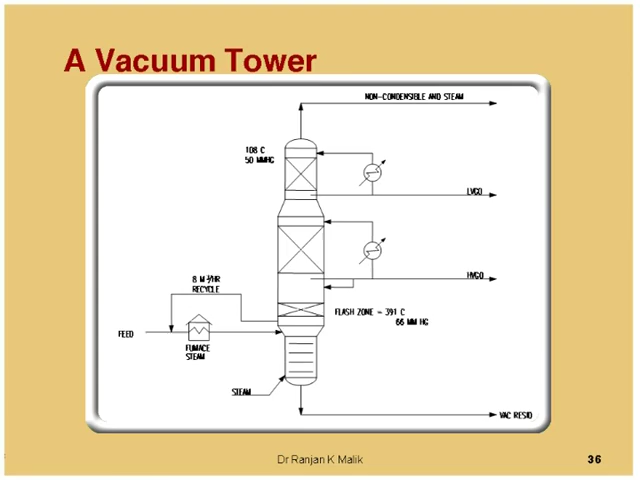 A Vacuum Tower
NON-CONDENSIBLE AND STEAM
108 C
50 MMHG
LVGO
8 M³/HR
RECYCLE
HVGO
FLASH ZONE = 391 C
66 MM HG
FEED
FURNACE
STEAM
STEAM
VAC RESID
Dr Ranjan K Malik
36